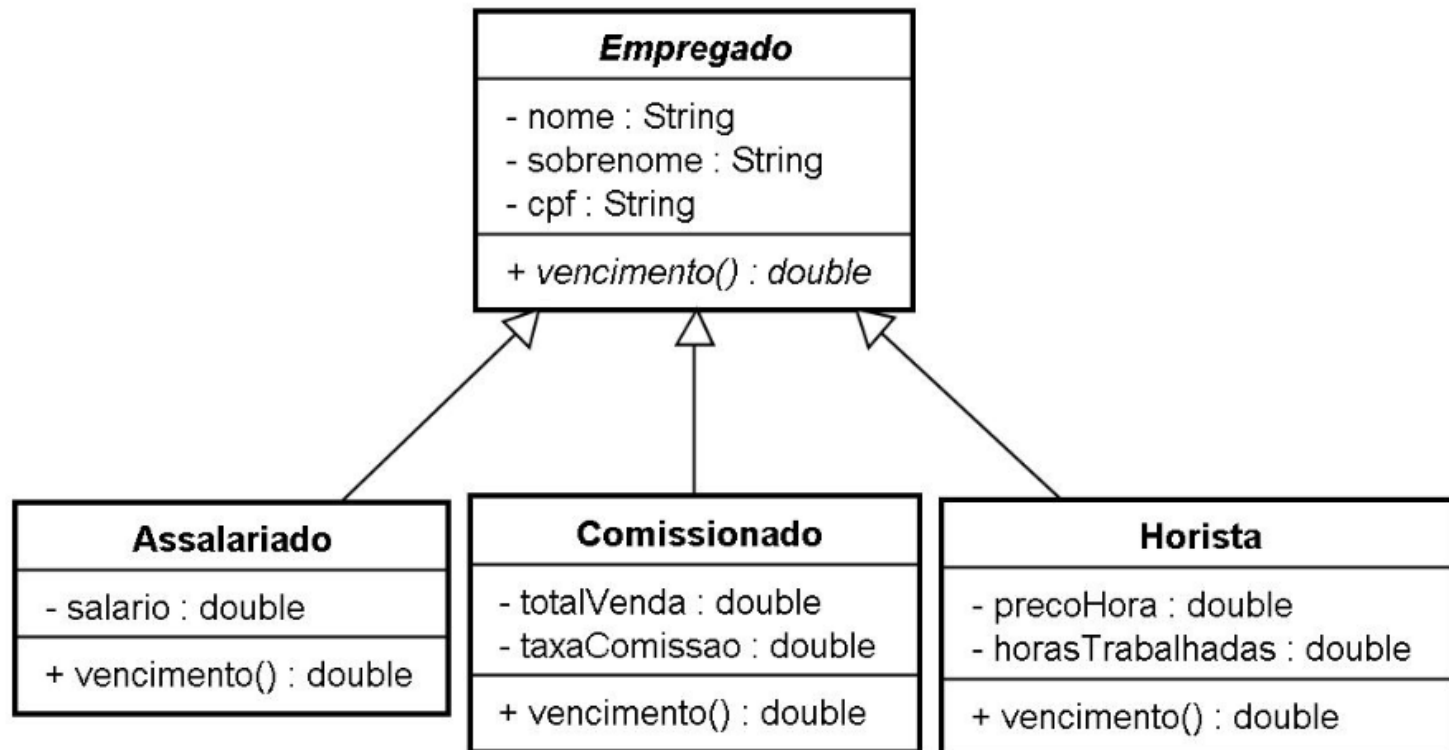 Empregado
- nome : String
- sobrenome : String
- cpf : String
+ vencimento() : double
Assalariado
- salario : double
+ vencimento() : double
Comissionado
- totalVenda : double
- taxaComissao : double
+ vencimento() : double
Horista
- precoHora : double
- horasTrabalhadas : double
+ vencimento() : double